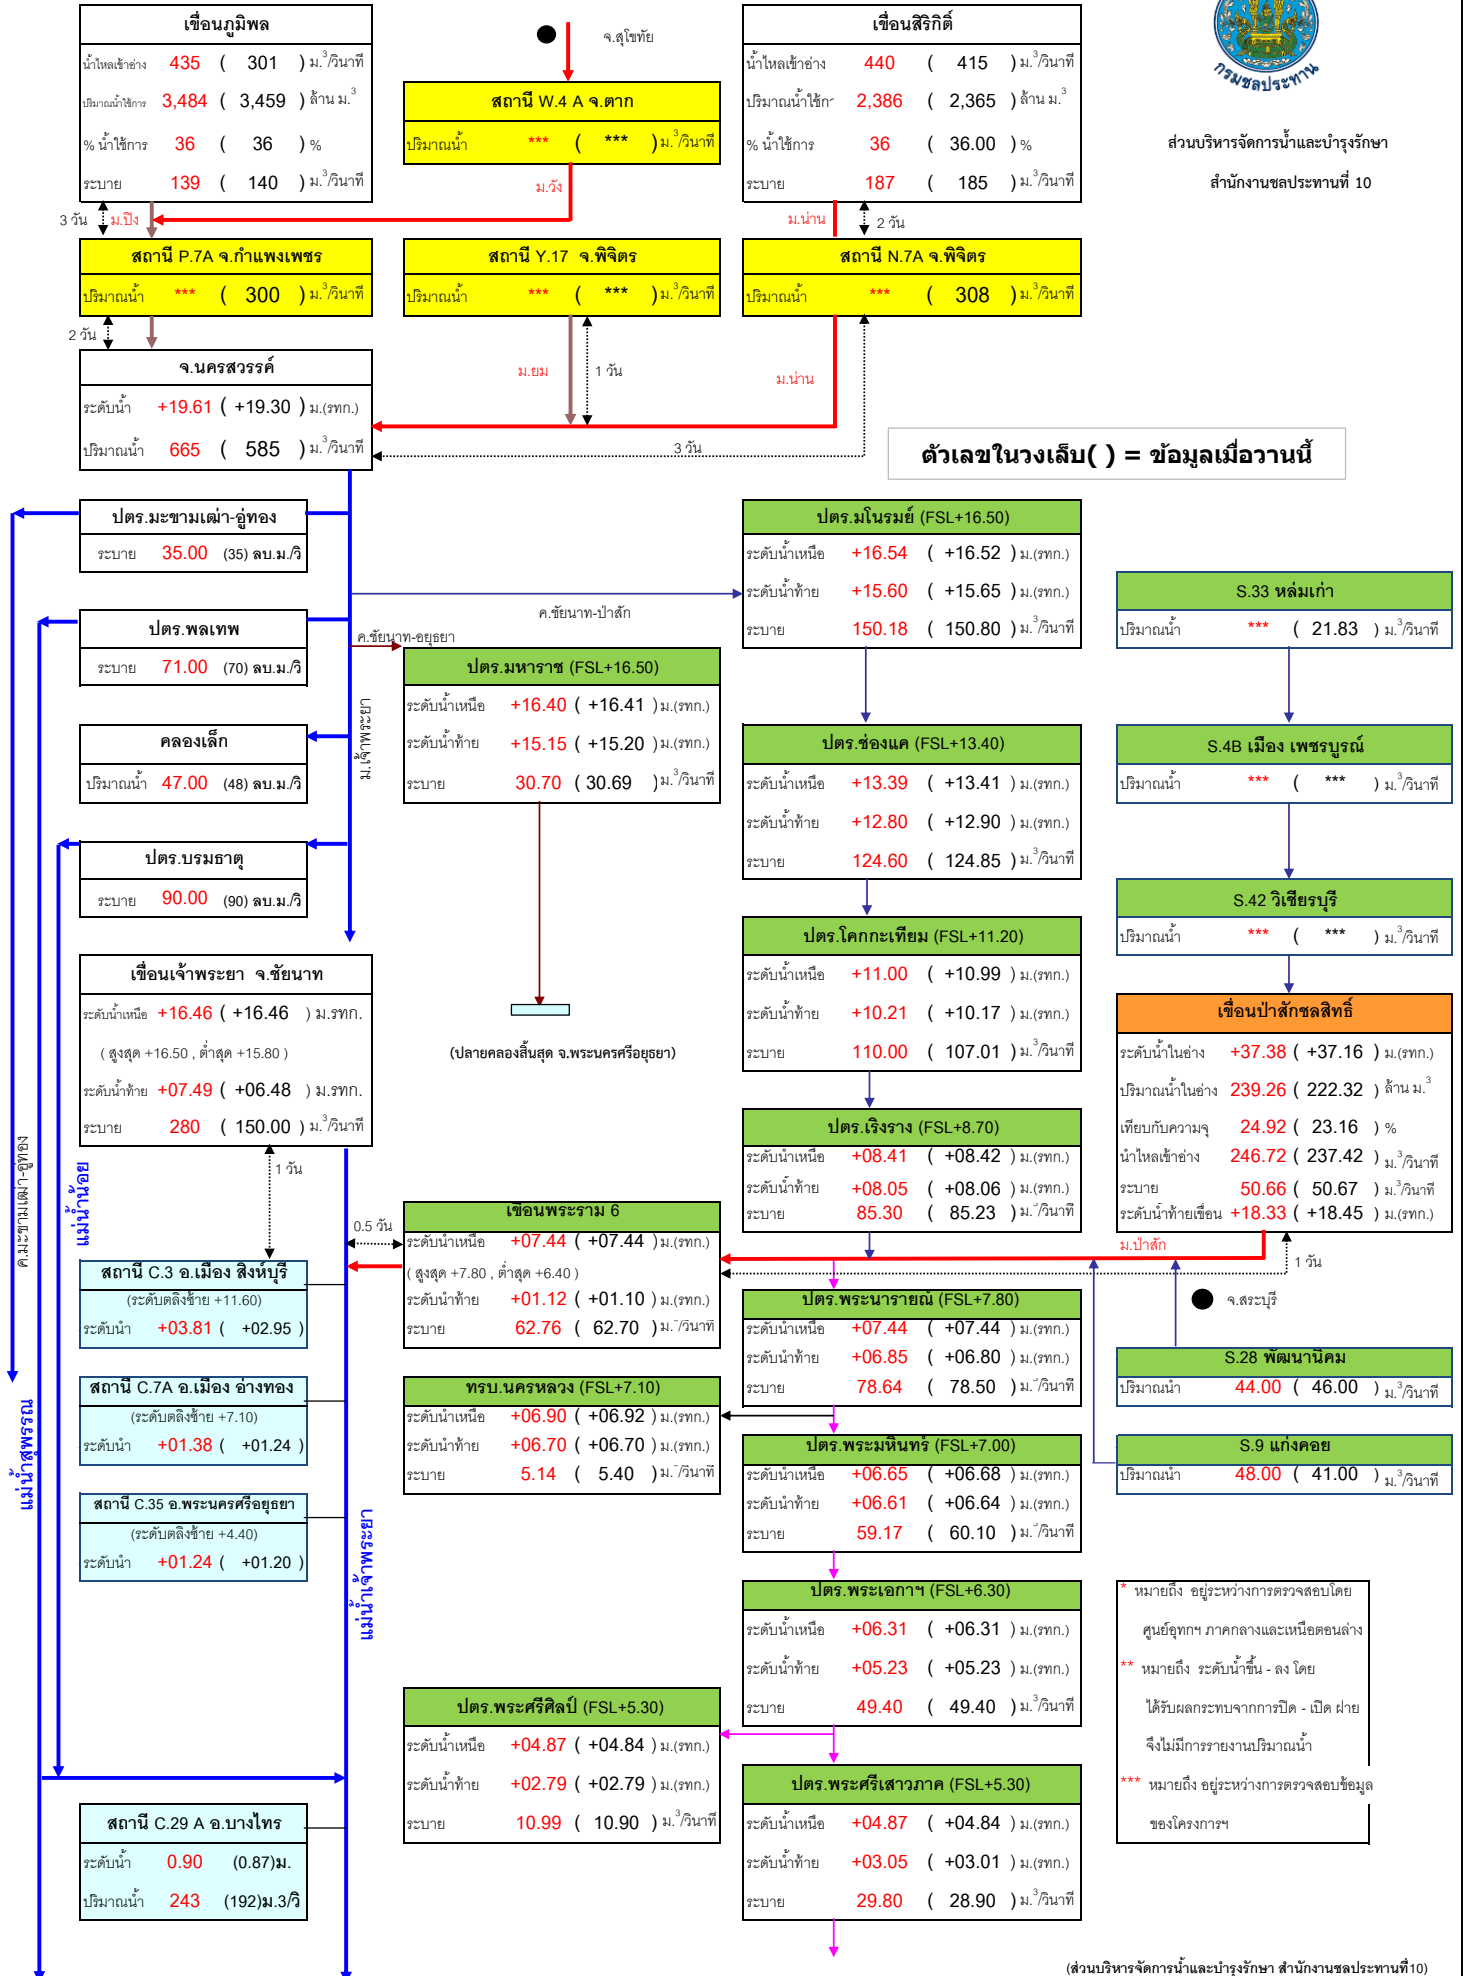 เขื่อนภูมิพล
น้ำไหลเข้าอ่าง 435 ( 301 ) ม.³/วินาที
ปริมาณน้ำใช้การ 3,484 ( 3,459 ) ล้าน ม.³
% น้ำใช้การ 36 ( 36 ) %
ระบาย 139 ( 140 ) ม.³/วินาที
จ.สุโขทัย
สถานี W.4 A จ.ตาก
ปริมาณน้ำ *** ( *** ) ม.³/วินาที
เขื่อนสิริกิติ์
น้ำไหลเข้าอ่าง 440 ( 415 ) ม.³/วินาที
ปริมาณน้ำใช้กา 2,386 ( 2,365 ) ล้าน ม.³
% น้ำใช้การ 36 ( 36.00 ) %
ระบาย 187 ( 185 ) ม.³/วินาที
กรมชลประทาน
ส่วนบริหารจัดการน้ำและบำรุงรักษา
สำนักงานชลประทานที่ 10
3 วัน ม.ปิง
ม.วัง
ม.น่าน
2 วัน
สถานี P.7A จ.กำแพงเพชร
ปริมาณน้ำ *** ( 300 ) ม.³/วินาที
สถานี Y.17 จ.พิจิตร
ปริมาณน้ำ *** ( *** ) ม.³/วินาที
สถานี N.7A จ.พิจิตร
ปริมาณน้ำ *** ( 308 ) ม.³/วินาที
2 วัน
ม.ยม
1 วัน
ม.น่าน
จ.นครสวรรค์
ระดับน้ำ +19.61 ( +19.30 ) ม.(รทก.)
ปริมาณน้ำ 665 ( 585 ) ม.³/วินาที
3 วัน
ตัวเลขในวงเล็บ( ) = ข้อมูลเมื่อวานนี้
ปตร.มะขามเฒ่า-อู่ทอง
ระบาย 35.00 (35) ลบ.ม./วิ
ปตร.พลเทพ
ระบาย 71.00 (70) ลบ.ม./วิ
คลองเล็ก
ปริมาณน้ำ 47.00 (48) ลบ.ม./วิ
ปตร.บรมธาตุ
ระบาย 90.00 (90) ลบ.ม./วิ
ค.ชัยนาท-ป่าสัก
ค.ชัยนาท-อยุธยา
ม.เจ้าพระยา
ปตร.มหาราช (FSL+16.50)
ระดับน้ำเหนือ +16.40 ( +16.41 ) ม.(รทก.)
ระดับน้ำท้าย +15.15 ( +15.20 ) ม.(รทก.)
ระบาย 30.70 ( 30.69 ) ม.³/วินาที
(ปลายคลองสิ้นสุด จ.พระนครศรีอยุธยา)
ปตร.มโนรมย์ (FSL+16.50)
ระดับน้ำเหนือ +16.54 ( +16.52 ) ม.(รทก.)
ระดับน้ำท้าย +15.60 ( +15.65 ) ม.(รทก.)
ระบาย 150.18 ( 150.80 ) ม.³/วินาที
ปตร.ช่องแค (FSL+13.40)
ระดับน้ำเหนือ +13.39 ( +13.41 ) ม.(รทก.)
ระดับน้ำท้าย +12.80 ( +12.90 ) ม.(รทก.)
ระบาย 124.60 ( 124.85 ) ม.³/วินาที
ปตร.โคกกะเทียม (FSL+11.20)
ระดับน้ำเหนือ +11.00 ( +10.99 ) ม.(รทก.)
ระดับน้ำท้าย +10.21 ( +10.17 ) ม.(รทก.)
ระบาย 110.00 ( 107.01 ) ม.³/วินาที
ปตร.เริงราง (FSL+8.70)
ระดับน้ำเหนือ +08.41 ( +08.42 ) ม.(รทก.)
ระดับน้ำท้าย +08.05 ( +08.06 ) ม.(รทก.)
ระบาย 85.30 ( 85.23 ) ม.³/วินาที
S.33 หล่มเก่า
ปริมาณน้ำ *** ( 21.83 ) ม.³/วินาที
S.4B เมือง เพชรบูรณ์
ปริมาณน้ำ *** ( *** ) ม.³/วินาที
S.42 วิเชียรบุรี
ปริมาณน้ำ *** ( *** ) ม.³/วินาที
เขื่อนป่าสักชลสิทธิ์
ระดับน้ำในอ่าง +37.38 ( +37.16 ) ม.(รทก.)
ปริมาณน้ำในอ่าง 239.26 ( 222.32 ) ล้าน ม.³
เทียบกับความจุ 24.92 ( 23.16 ) %
น้ำไหลเข้าอ่าง 246.72 ( 237.42 ) ม.³/วินาที
ระบาย 50.66 ( 50.67 ) ม.³/วินาที
ระดับน้ำท้ายเขื่อน +18.33 ( +18.45 ) ม.(รทก.)
เขื่อนเจ้าพระยา จ.ชัยนาท
ระดับน้ำเหนือ +16.46 ( +16.46 ) ม.รทก.
( สูงสุด +16.50 , ต่ำสุด +15.80 )
ระดับน้ำท้าย +07.49 ( +06.48 ) ม.รทก.
ระบาย 280 ( 150.00 ) ม.³/วินาที
1 วัน
0.5 วัน
ค.มะขามเฒ่า-อู่ทอง
แม่น้ำน้อย
แม่น้ำสุพรรณ
แม่น้ำเจ้าพระยา
เขื่อนพระราม 6
ระดับน้ำเหนือ +07.44 ( +07.44 ) ม.(รทก.)
( สูงสุด +7.80 , ต่ำสุด +6.40 )
ระดับน้ำท้าย +01.12 ( +01.10 ) ม.(รทก.)
ระบาย 62.76 ( 62.70 ) ม.³/วินาที
ม.ป่าสัก
1 วัน
จ.สระบุรี
สถานี C.3 อ.เมือง สิงห์บุรี
(ระดับตลิ่งซ้าย +11.60)
ระดับน้ำ +03.81 ( +02.95 )
สถานี C.7A อ.เมือง อ่างทอง
(ระดับตลิ่งซ้าย +7.10)
ระดับน้ำ +01.38 ( +01.24 )
สถานี C.35 อ.พระนครศรีอยุธยา
(ระดับตลิ่งซ้าย +4.40)
ระดับน้ำ +01.24 ( +01.20 )
ทรบ.นครหลวง (FSL+7.10)
ระดับน้ำเหนือ +06.90 ( +06.92 ) ม.(รทก.)
ระดับน้ำท้าย +06.70 ( +06.70 ) ม.(รทก.)
ระบาย 5.14 ( 5.40 ) ม.³/วินาที
ปตร.พระนารายณ์ (FSL+7.80)
ระดับน้ำเหนือ +07.44 ( +07.44 ) ม.(รทก.)
ระดับน้ำท้าย +06.85 ( +06.80 ) ม.(รทก.)
ระบาย 78.64 ( 78.50 ) ม.³/วินาที
ปตร.พระมหินทร์ (FSL+7.00)
ระดับน้ำเหนือ +06.65 ( +06.68 ) ม.(รทก.)
ระดับน้ำท้าย +06.61 ( +06.64 ) ม.(รทก.)
ระบาย 59.17 ( 60.10 ) ม.³/วินาที
S.28 พัฒนานิคม
ปริมาณน้ำ 44.00 ( 46.00 ) ม.³/วินาที
S.9 แก่งคอย
ปริมาณน้ำ 48.00 ( 41.00 ) ม.³/วินาที
ปตร.พระเอกาฯ (FSL+6.30)
ระดับน้ำเหนือ +06.31 ( +06.31 ) ม.(รทก.)
ระดับน้ำท้าย +05.23 ( +05.23 ) ม.(รทก.)
ระบาย 49.40 ( 49.40 ) ม.³/วินาที
ปตร.พระศรีศิลป์ (FSL+5.30)
ระดับน้ำเหนือ +04.87 ( +04.84 ) ม.(รทก.)
ระดับน้ำท้าย +02.79 ( +02.79 ) ม.(รทก.)
ระบาย 10.99 ( 10.90 ) ม.³/วินาที
ปตร.พระศรีเสาวภาค (FSL+5.30)
ระดับน้ำเหนือ +04.87 ( +04.84 ) ม.(รทก.)
ระดับน้ำท้าย +03.05 ( +03.01 ) ม.(รทก.)
ระบาย 29.80 ( 28.90 ) ม.³/วินาที
* หมายถึง อยู่ระหว่างการตรวจสอบโดย
ศูนย์อุทกฯ ภาคกลางและเหนือตอนล่าง
** หมายถึง ระดับน้ำขึ้น - ลง โดย
ได้รับผลกระทบจากการปิด - เปิด ฝาย
จึงไม่มีการรายงานปริมาณน้ำ
*** หมายถึง อยู่ระหว่างการตรวจสอบข้อมูล
ของโครงการฯ
สถานี C.29 A อ.บางไทร
ระดับน้ำ 0.90 (0.87)ม.
ปริมาณน้ำ 243 (192)ม.3/วิ
(ส่วนบริหารจัดการน้ำและบำรุงรักษา สำนักงานชลประทานที่10)